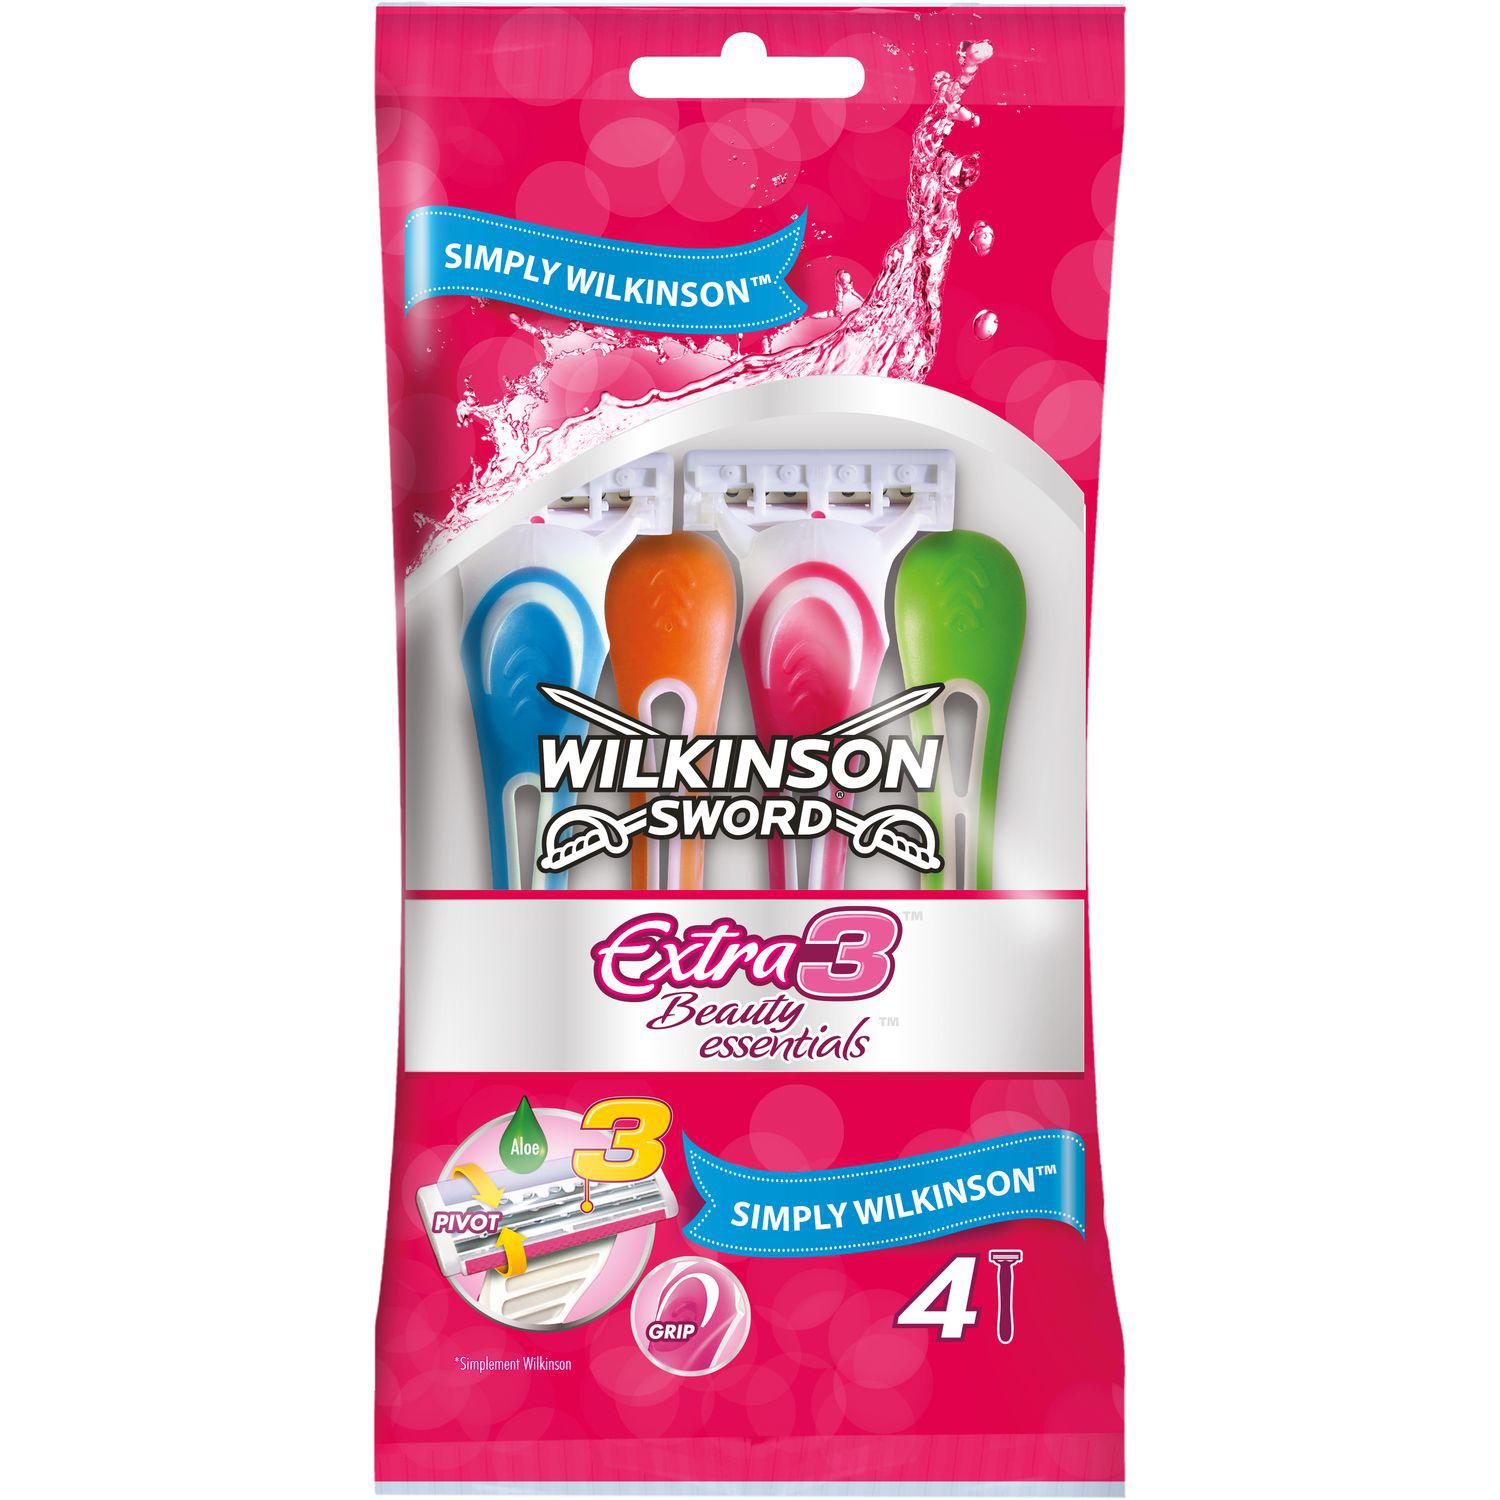 SIMPLY WILKINSON™
WILKINSON
SWORD®
Extra3™
Beauty
essentials™
Aloe
3
PIVOT
SIMPLY WILKINSON™
GRIP
4
*Simplement Wilkinson